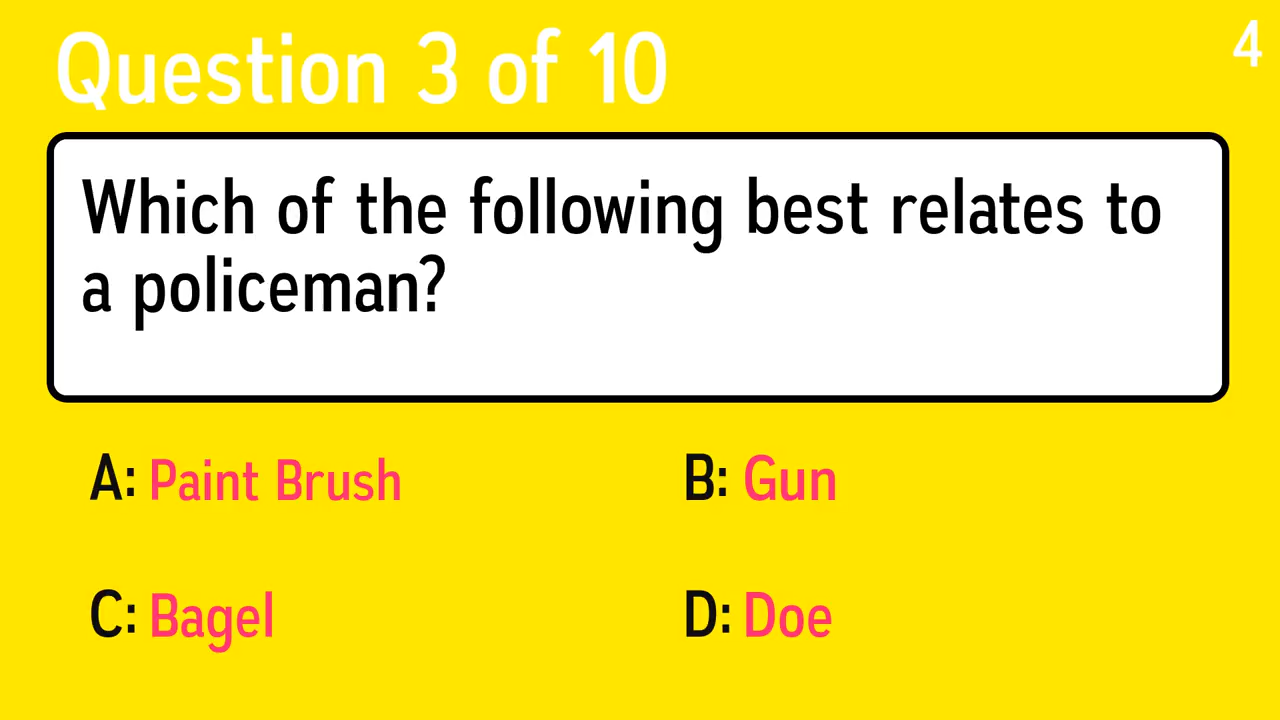 Question 3 of 10
4
Which of the following best relates to
a policeman?
A: Paint Brush
B: Gun
C: Bagel
D: Doe